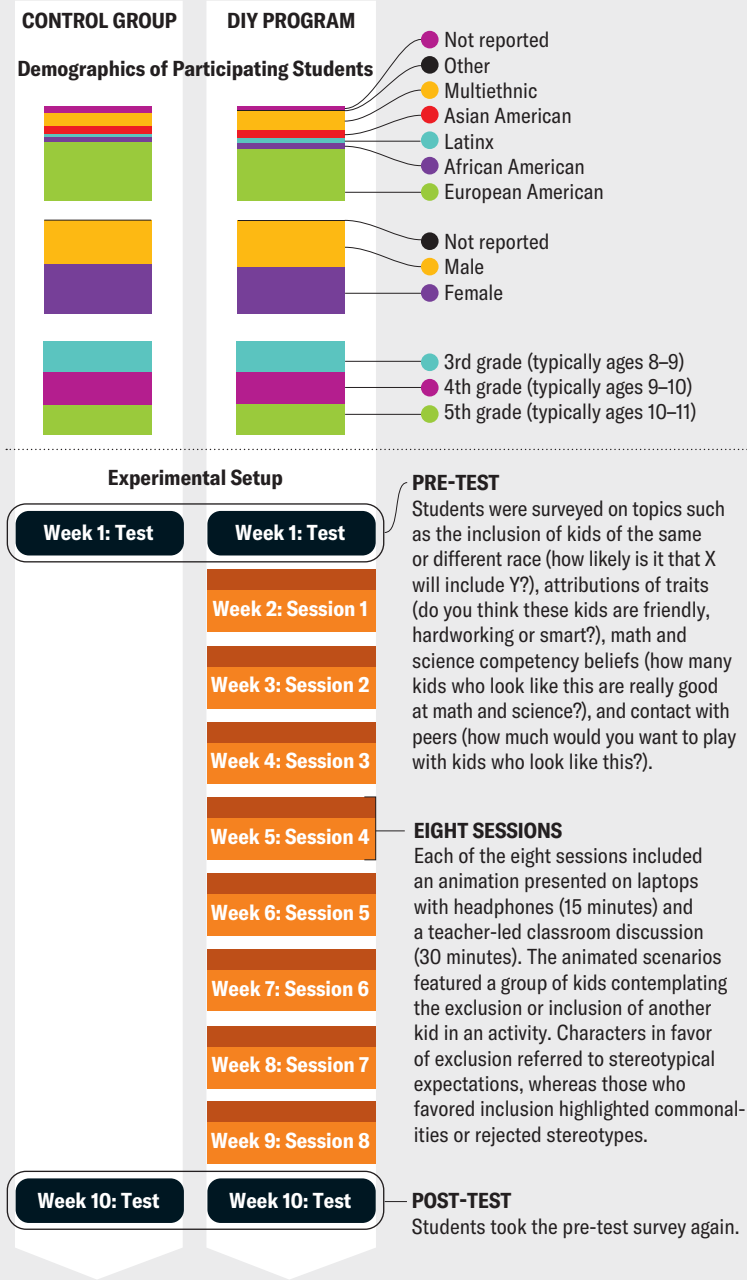 CONTROL GROUP
DIY PROGRAM
Demographics of Participating Students
Not reported
Other
Multiethnic
Asian American
Latinx
African American
European American
Not reported
Male
Female
3rd grade (typically ages 8–9)
4th grade (typically ages 9–10)
5th grade (typically ages 10–11)
Experimental Setup
Week 1: Test
Week 1: Test
PRE-TEST
Students were surveyed on topics such
as the inclusion of kids of the same
or different race (how likely is it that X
will include Y?), attributions of traits
(do you think these kids are friendly,
hardworking or smart?), math and
science competency beliefs (how many
kids who look like this are really good
at math and science?), and contact with
peers (how much would you want to play
with kids who look like this?).
Week 2: Session 1
Week 3: Session 2
Week 4: Session 3
Week 5: Session 4
Week 6: Session 5
Week 7: Session 6
Week 8: Session 7
Week 9: Session 8
EIGHT SESSIONS
Each of the eight sessions included
an animation presented on laptops
with headphones (15 minutes) and
a teacher-led classroom discussion
(30 minutes). The animated scenarios
featured a group of kids contemplating
the exclusion or inclusion of another
kid in an activity. Characters in favor
of exclusion referred to stereotypical
expectations, whereas those who
favored inclusion highlighted commonal-
ities or rejected stereotypes.
Week 10: Test
Week 10: Test
POST-TEST
Students took the pre-test survey again.